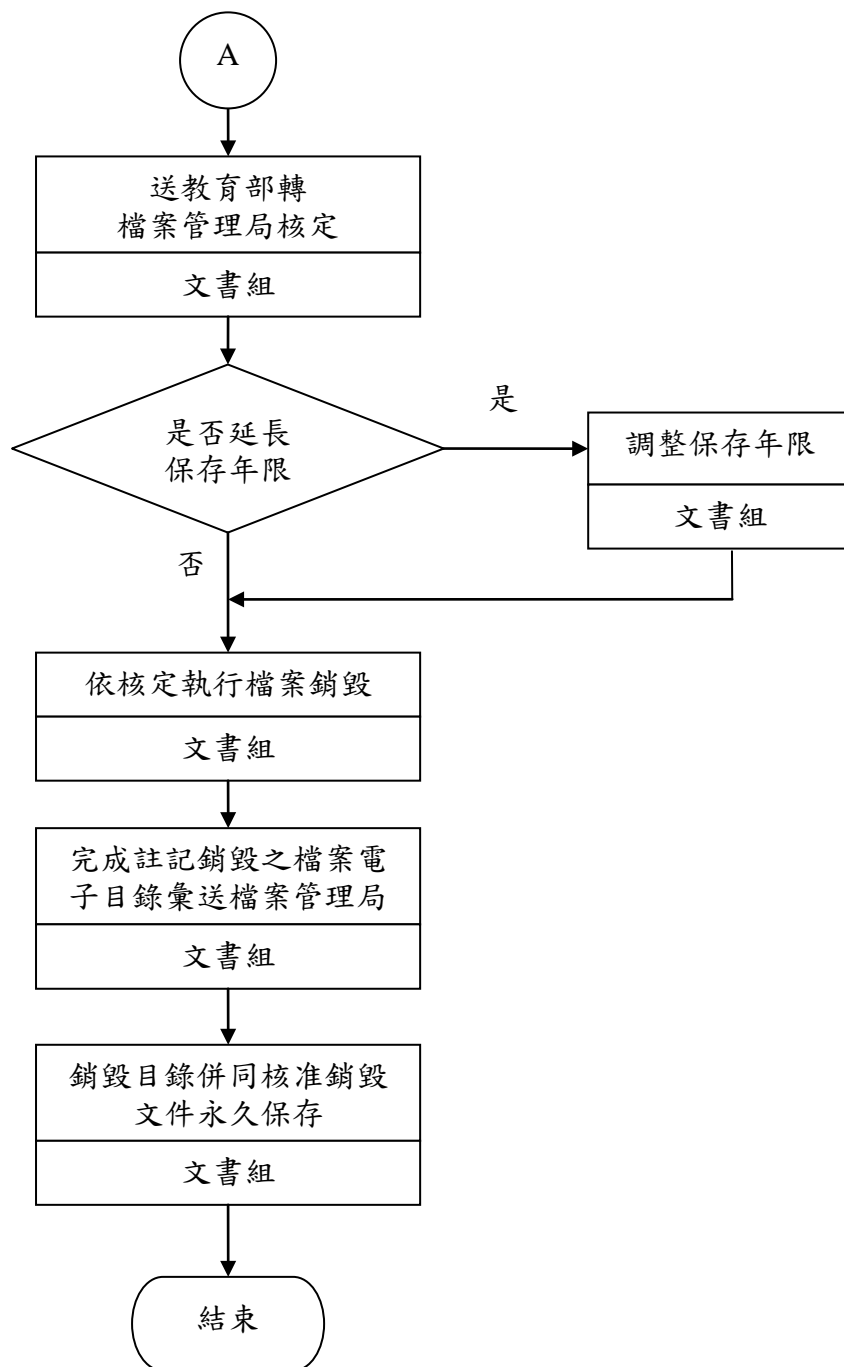 A
送教育部轉
檔案管理局核定
文書組
是否延長
保存年限
是
調整保存年限
文書組
否
依核定執行檔案銷毀
文書組
完成註記銷毀之檔案電
子目錄彙送檔案管理局
文書組
銷毀目錄併同核准銷毀
文件永久保存
文書組
結束